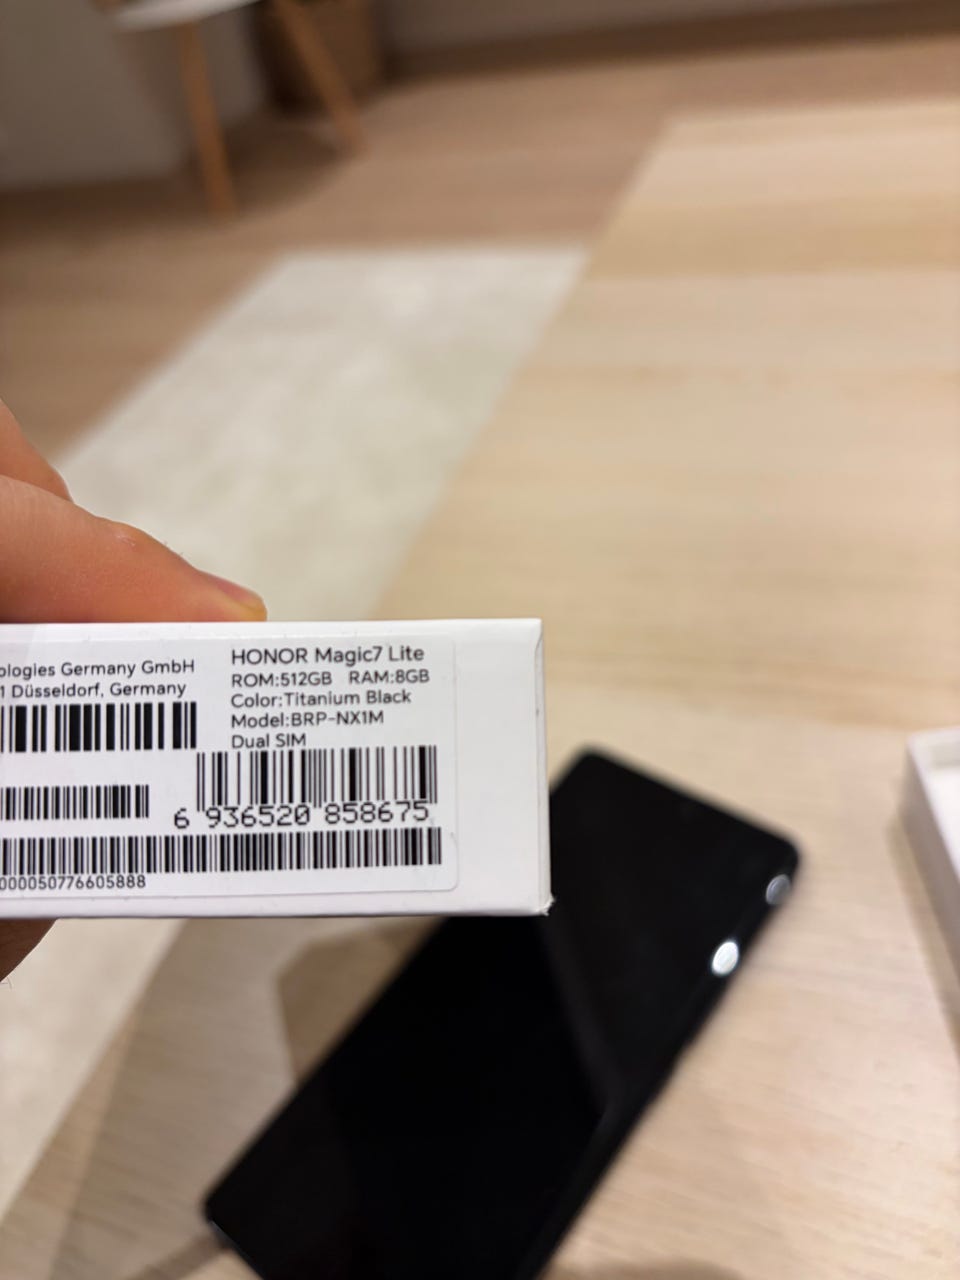 ologies Germany GmbH
1 Düsseldorf, Germany
HONOR Magic7 Lite
ROM:512GB RAM:8GB
Color:Titanium Black
Model:BRP-NX1M
Dual SIM
6 936520 858675
000050776605888